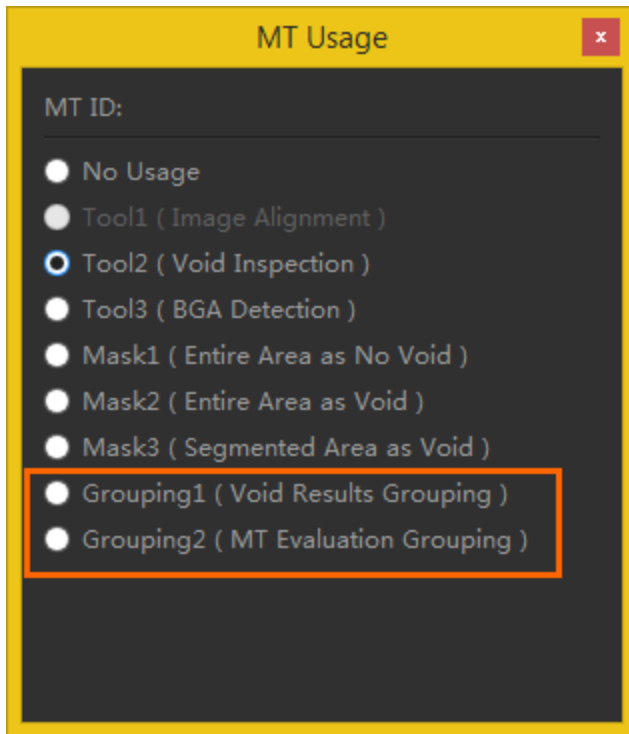 MT Usage
x
MT ID:
No Usage
Tool1 ( Image Alignment )
Tool2 ( Void Inspection )
Tool3 ( BGA Detection )
Mask1 ( Entire Area as No Void )
Mask2 ( Entire Area as Void )
Mask3 ( Segmented Area as Void )
Grouping1 ( Void Results Grouping )
Grouping2 ( MT Evaluation Grouping )